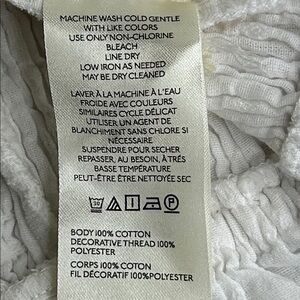 MACHINE WASH COLD GENTLE
WITH LIKE COLORS
USE ONLY NON-CHLORINE
BLEACH
LINE DRY
LOW IRON AS NEEDED
MAY BE DRY CLEANED
LAVER À LA MACHINE À L'EAU
FROIDE AVEC COULEURS
SIMILAIRES CYCLE DÉLICAT
UTILISER UN AGENT DE
BLANCHIMENT SANS CHLORE SI
NÉCESSAIRE
SUSPENDRE POUR SÉCHER
REPASSER, AU BESOIN, À TRÈS
BASSE TEMPÉRATURE
PEUT-ÊTRE ÊTRE NETTOYÉE SEC
P
BODY 100% COTTON
DECORATIVE THREAD 100%
POLYESTER
CORPS 100% COTON
FIL DÉCORATIF 100%POLYESTER